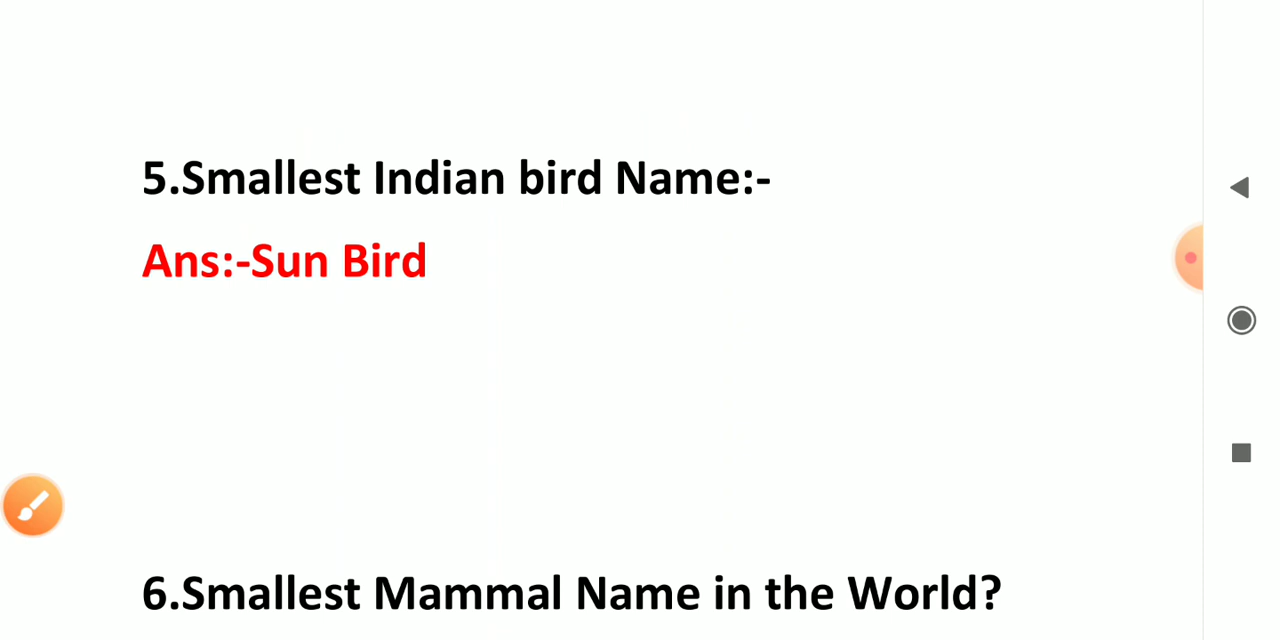 5.Smallest Indian bird Name:-
Ans:-Sun Bird
6.Smallest Mammal Name in the World?